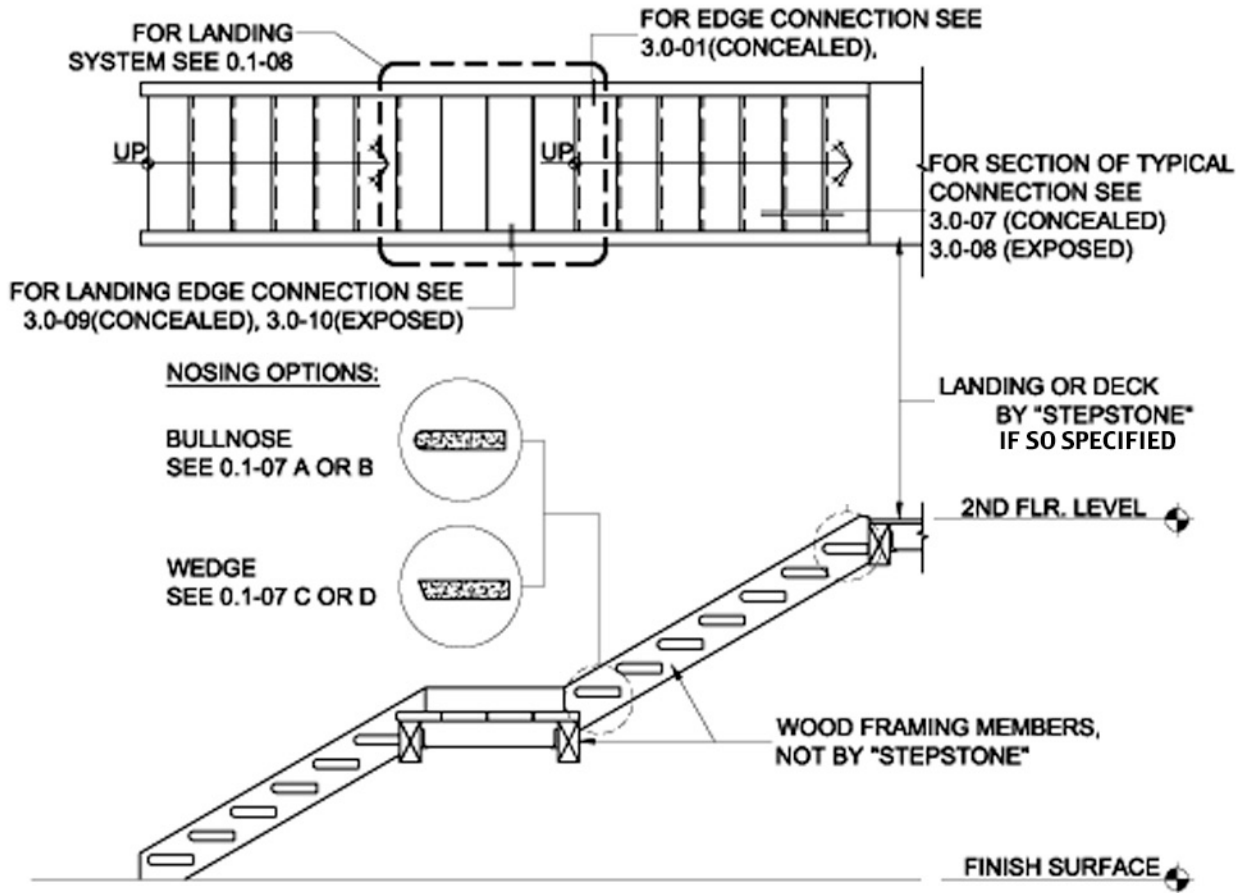 FOR LANDING
SYSTEM SEE 0.1-08
FOR EDGE CONNECTION SEE
3.0-01(CONCEALED),
UP
UP
FOR SECTION OF TYPICAL
CONNECTION SEE
3.0-07 (CONCEALED)
3.0-08 (EXPOSED)
FOR LANDING EDGE CONNECTION SEE
3.0-09(CONCEALED), 3.0-10(EXPOSED)
NOSING OPTIONS:
BULLNOSE
SEE 0.1-07 A OR B
WEDGE
SEE 0.1-07 C OR D
LANDING OR DECK
BY "STEPSTONE"
IF SO SPECIFIED
2ND FLR. LEVEL
WOOD FRAMING MEMBERS,
NOT BY "STEPSTONE"
FINISH SURFACE